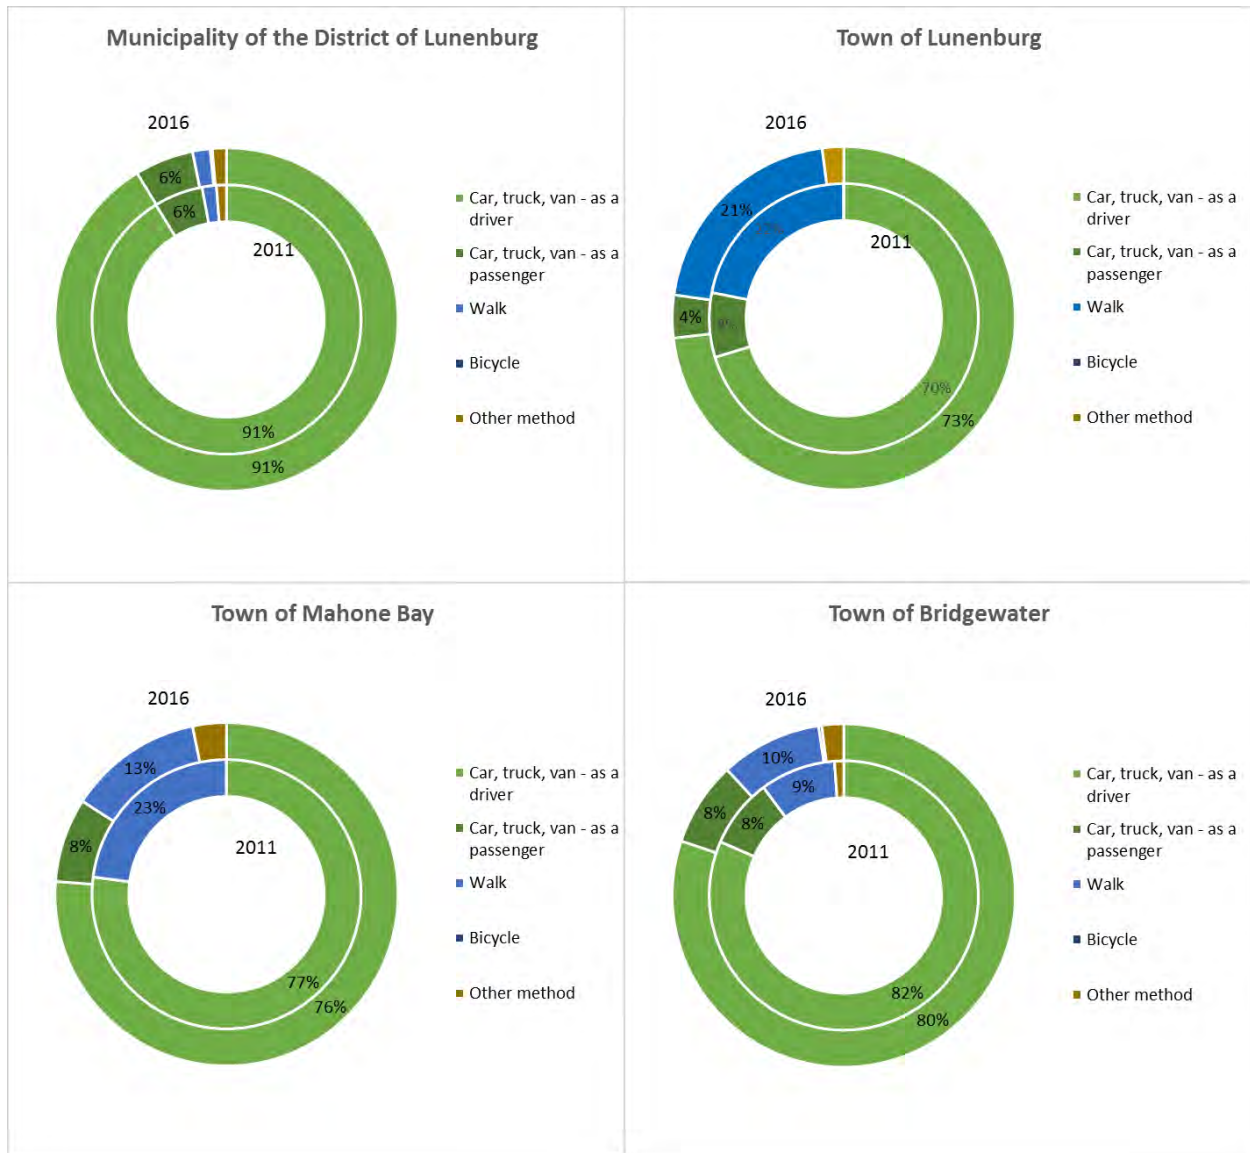 Municipality of the District of Lunenburg
2016
6%
6%
2011
91%
91%
Car, truck, van - as a
driver
Car, truck, van - as a
passenger
Walk
Bicycle
Other method
Town of Lunenburg
2016
21%
2011
4%
70%
73%
Car, truck, van - as a
driver
Car, truck, van - as a
passenger
Walk
Bicycle
Other method
Town of Mahone Bay
2016
13%
23%
2011
8%
77%
76%
Car, truck, van - as a
driver
Car, truck, van - as a
passenger
Walk
Bicycle
Other method
Town of Bridgewater
2016
10%
9%
8%
8%
2011
82%
80%
Car, truck, van - as a
driver
Car, truck, van - as a
passenger
Walk
Bicycle
Other method